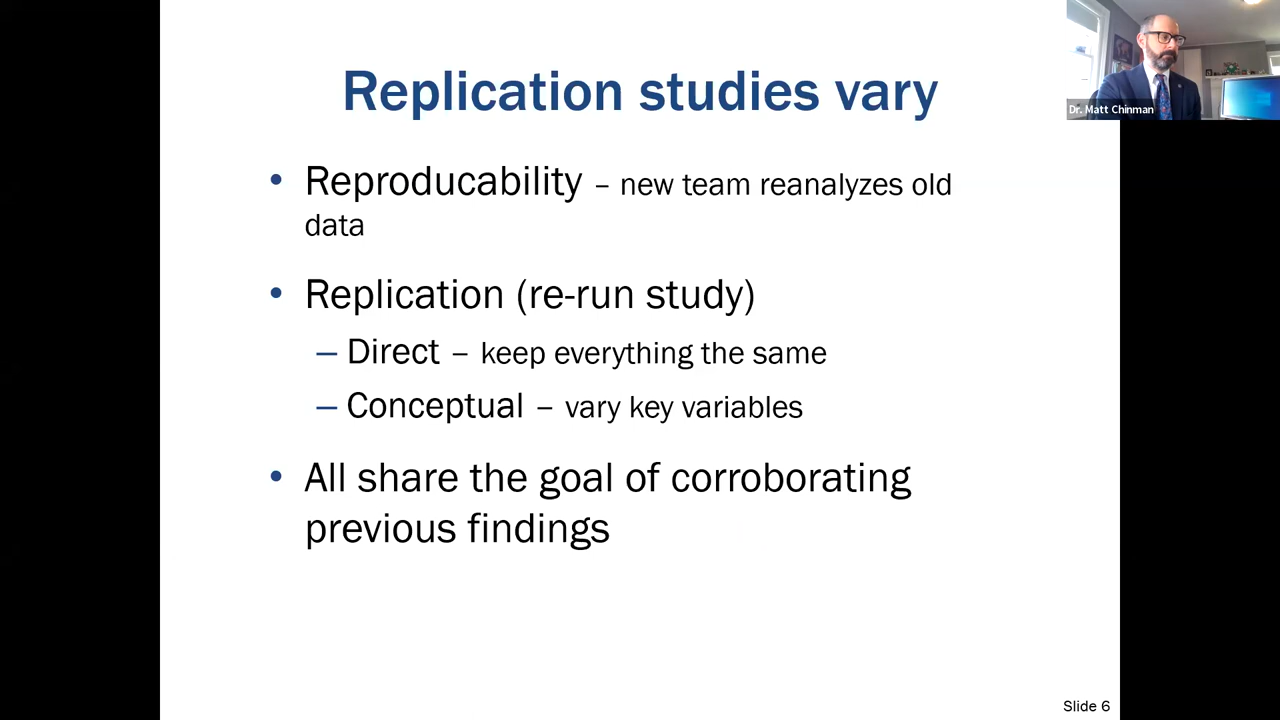 Replication studies vary
Dr. Matt Chinman
• Reproducability – new team reanalyzes old
data
• Replication (re-run study)
– Direct – keep everything the same
– Conceptual – vary key variables
• All share the goal of corroborating
previous findings
Slide 6